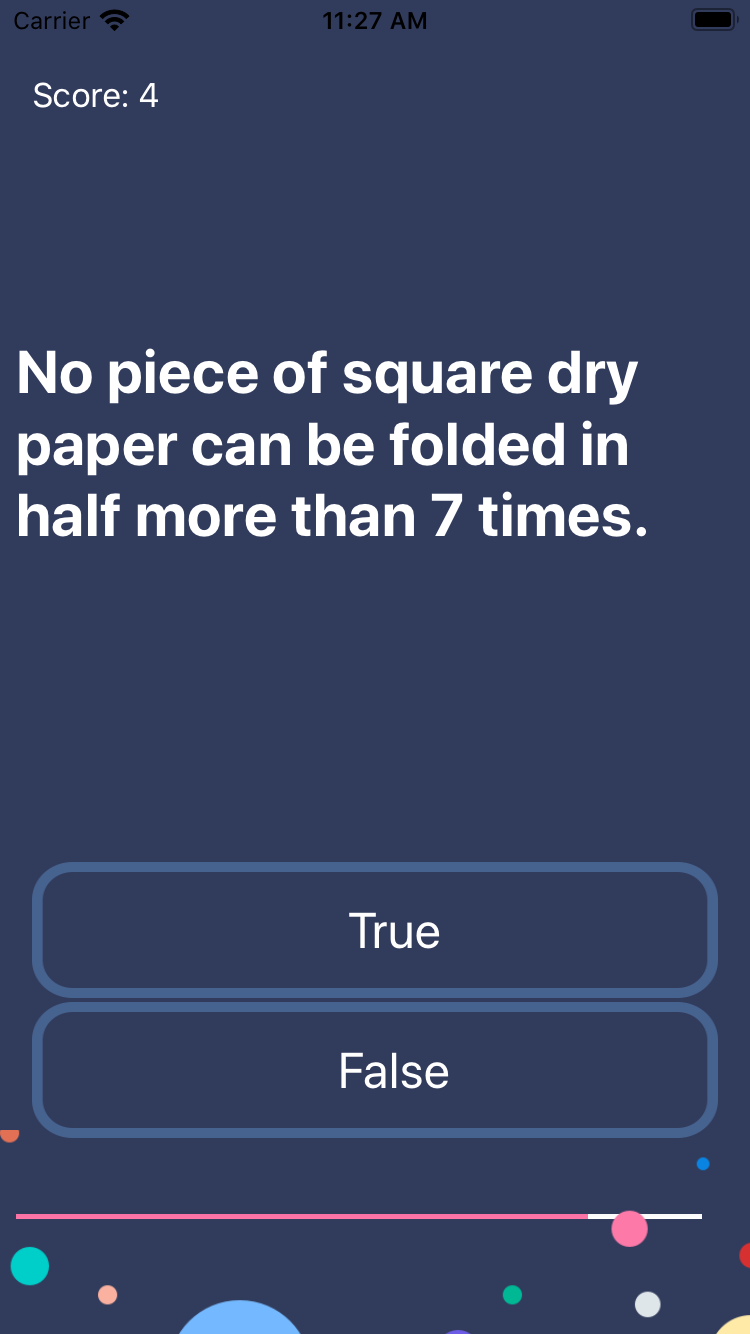 Carrier 11:27 AM
Score: 4
No piece of square dry
paper can be folded in
half more than 7 times.
True
False